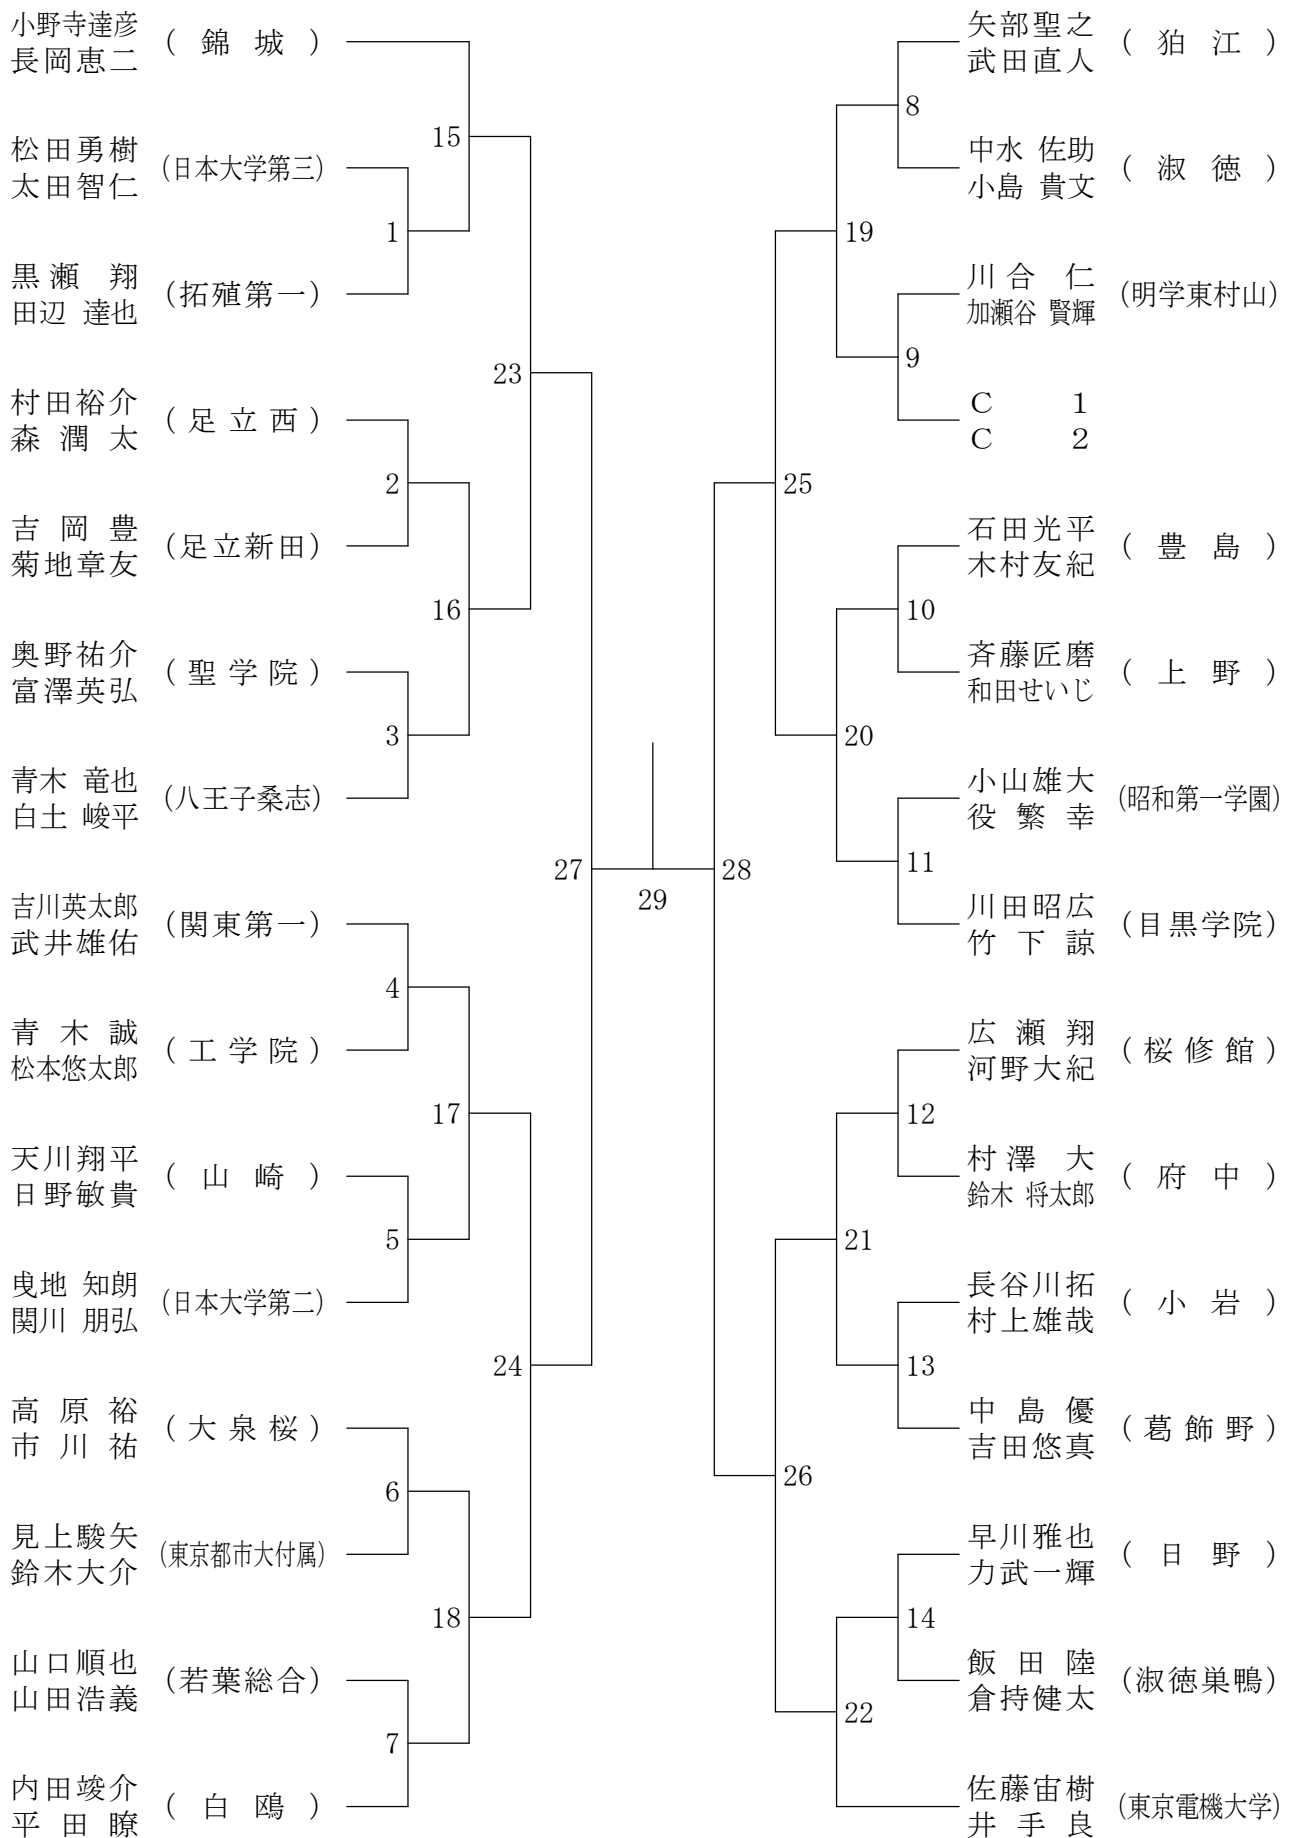 小野寺達彦
長岡恵二
( 錦 城 )
15
松田勇樹
太田智仁
(日本大学第三)
1
黒瀬 翔
田辺 達也
(拓殖第一)
23
村田裕介
森 潤 太
( 足 立 西 )
2
吉 岡 豊
菊地章友
(足立新田)
16
奥野祐介
富澤英弘
( 聖 学 院 )
3
青木 竜也
白土 峻平
(八王子桑志)
27
吉川英太郎
武井雄佑
(関東第一)
4
青 木 誠
松本悠太郎
( 工 学 院 )
17
天川翔平
日野敏貴
( 山 崎 )
5
曵地 知朗
関川 朋弘
(日本大学第二)
24
高 原 裕
市 川 祐
( 大 泉 桜 )
6
見上駿矢
鈴木大介
(東京都市大付属)
18
山口順也
山田浩義
(若葉総合)
7
内田竣介
平 田 瞭
( 白 鴎 )
29
矢部聖之
武田直人
( 狛 江 )
8
中水 佐助
小島 貴文
( 淑 徳 )
19
川 合 仁
加瀬谷 賢輝
(明学東村山)
9
C 1
C 2
25
石田光平
木村友紀
( 豊 島 )
10
斉藤匠磨
和田せいじ
( 上 野 )
20
小山雄大
役 繁 幸
(昭和第一学園)
11
川田昭広
竹 下 諒
(目黒学院)
28
広 瀬 翔
河野大紀
( 桜 修 館 )
12
村 澤 大
鈴木 将太郎
( 府 中 )
21
長谷川拓
村上雄哉
( 小 岩 )
13
中 島 優
吉田悠真
( 葛 飾 野 )
26
早川雅也
力武一輝
( 日 野 )
14
飯 田 陸
倉持健太
(淑徳巣鴨)
22
佐藤宙樹
井 手 良
(東京電機大学)